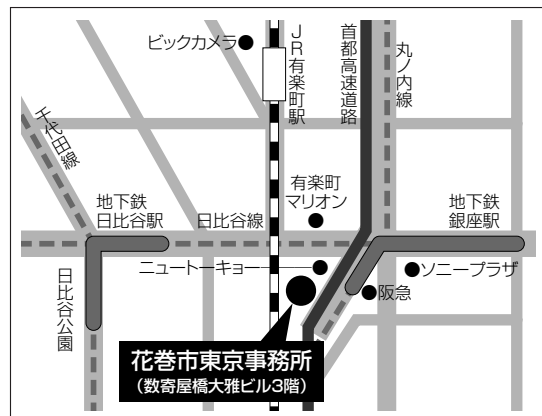 ビックカメラ
JR有楽町駅
首都高速道路
丸ノ内線
千代田線
有楽町
マリオン
地下鉄
日比谷駅
日比谷線
地下鉄
銀座駅
ニュートーキョー
ソニープラザ
阪急
日比谷公園
花巻市東京事務所
（数寄屋橋大雅ビル3階）